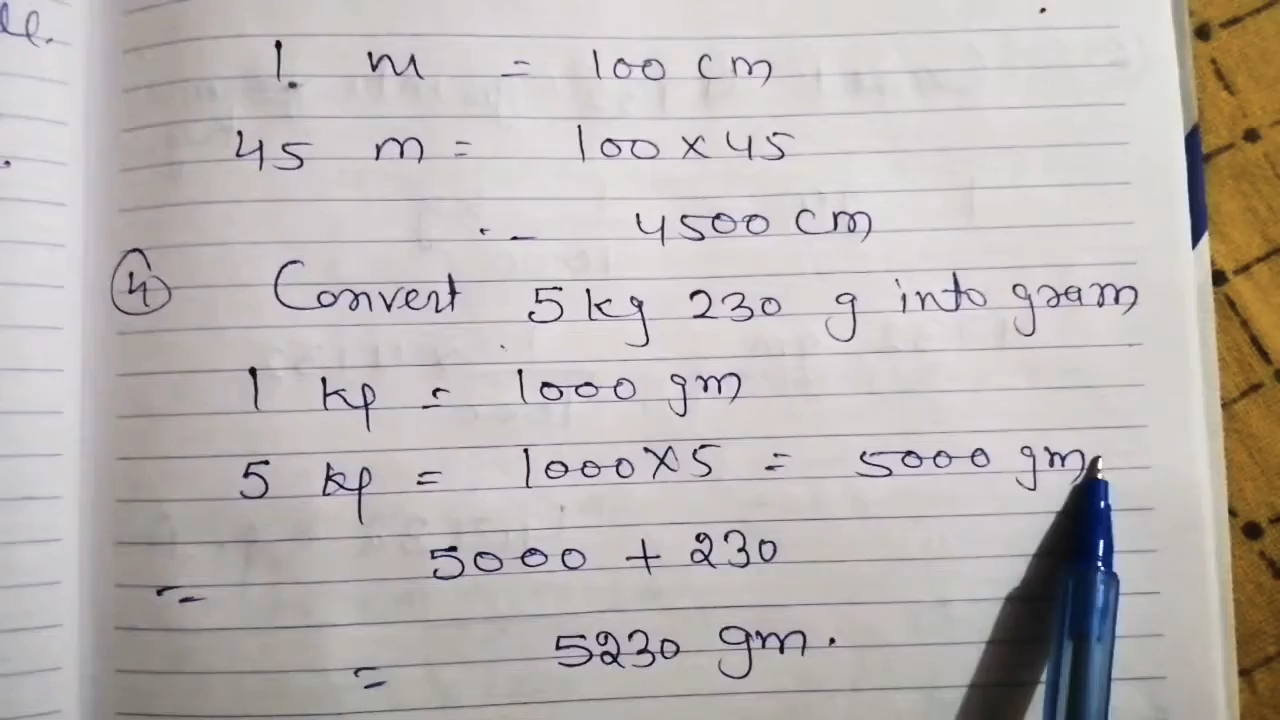 1. m = 100 cm
45 m = 100 × 45
= 4500 cm
4 Convert 5 kg 230 g into gram
1 kg = 1000 gm
5 kg = 1000 × 5 = 5000 gm
= 5000 + 230
= 5230 gm.